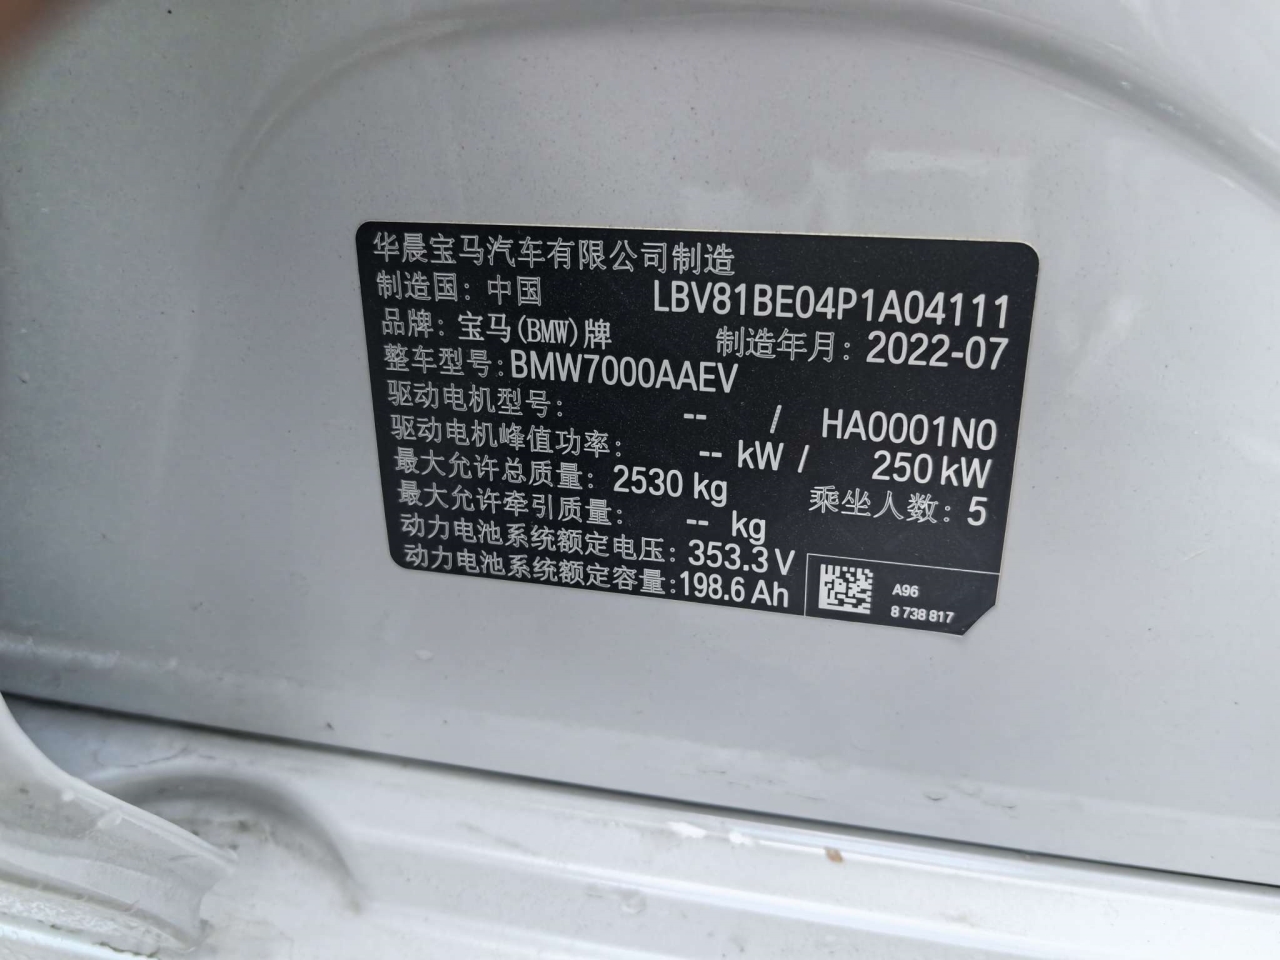 华晨宝马汽车有限公司制造
制造国：中国 LBV81BE04P1A04111
品牌：宝马(BMW)牌 制造年月：2022-07
整车型号：BMW7000AAEV
驱动电机型号： -- / HA0001N0
驱动电机峰值功率： -- kW / 250 kW
最大允许总质量： 2530 kg 乘坐人数：5
最大允许牵引质量： -- kg
动力电池系统额定电压：353.3 V
动力电池系统额定容量：198.6 Ah
A96
8 738 817